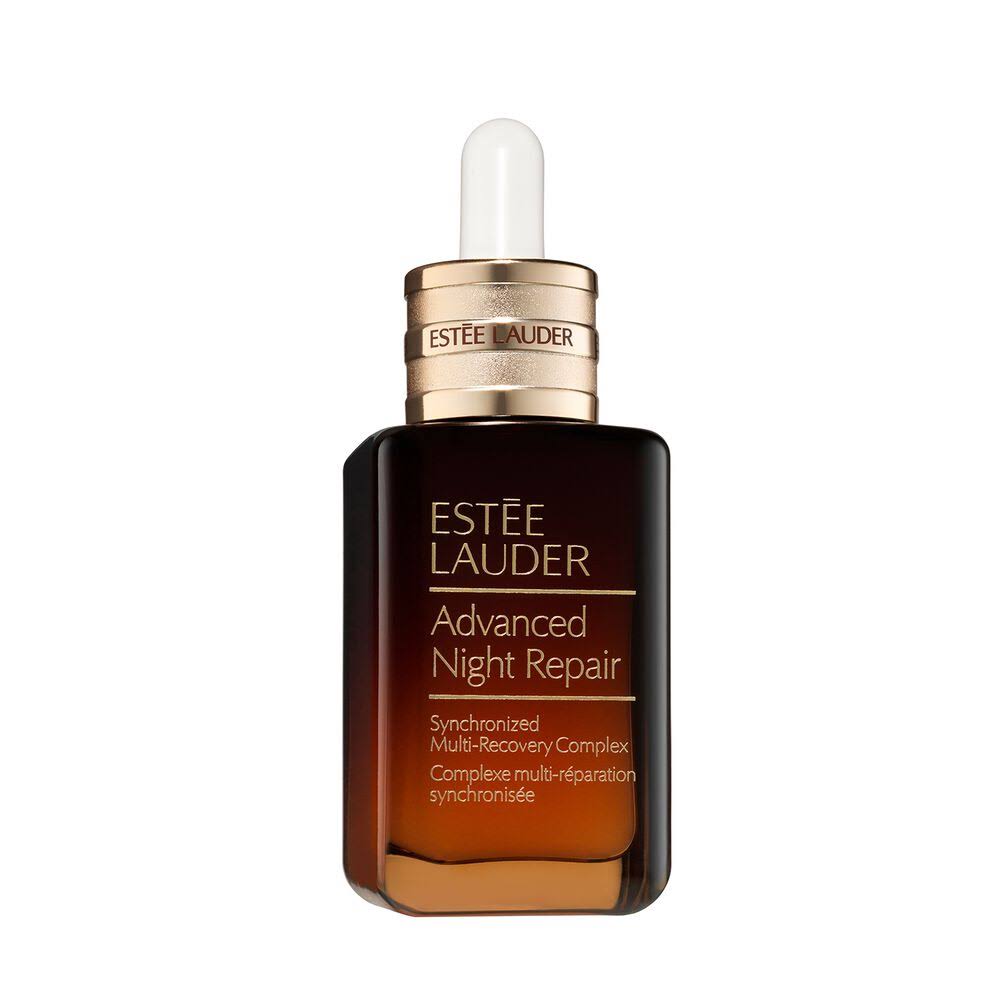 ESTĒE LAUDER
ESTĒE
LAUDER
Advanced
Night Repair
Synchronized
Multi-Recovery Complex
Complexe multi-réparation
synchronisée